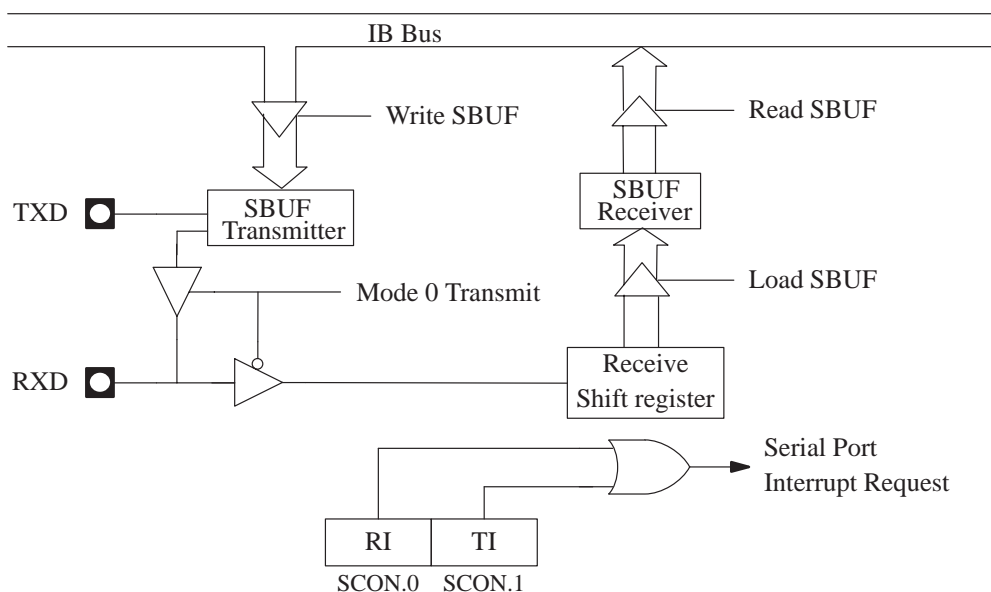 IB Bus
Write SBUF
Read SBUF
TXD
SBUF
Transmitter
SBUF
Receiver
Mode 0 Transmit
Load SBUF
RXD
Receive
Shift register
Serial Port
Interrupt Request
RI
TI
SCON.0
SCON.1